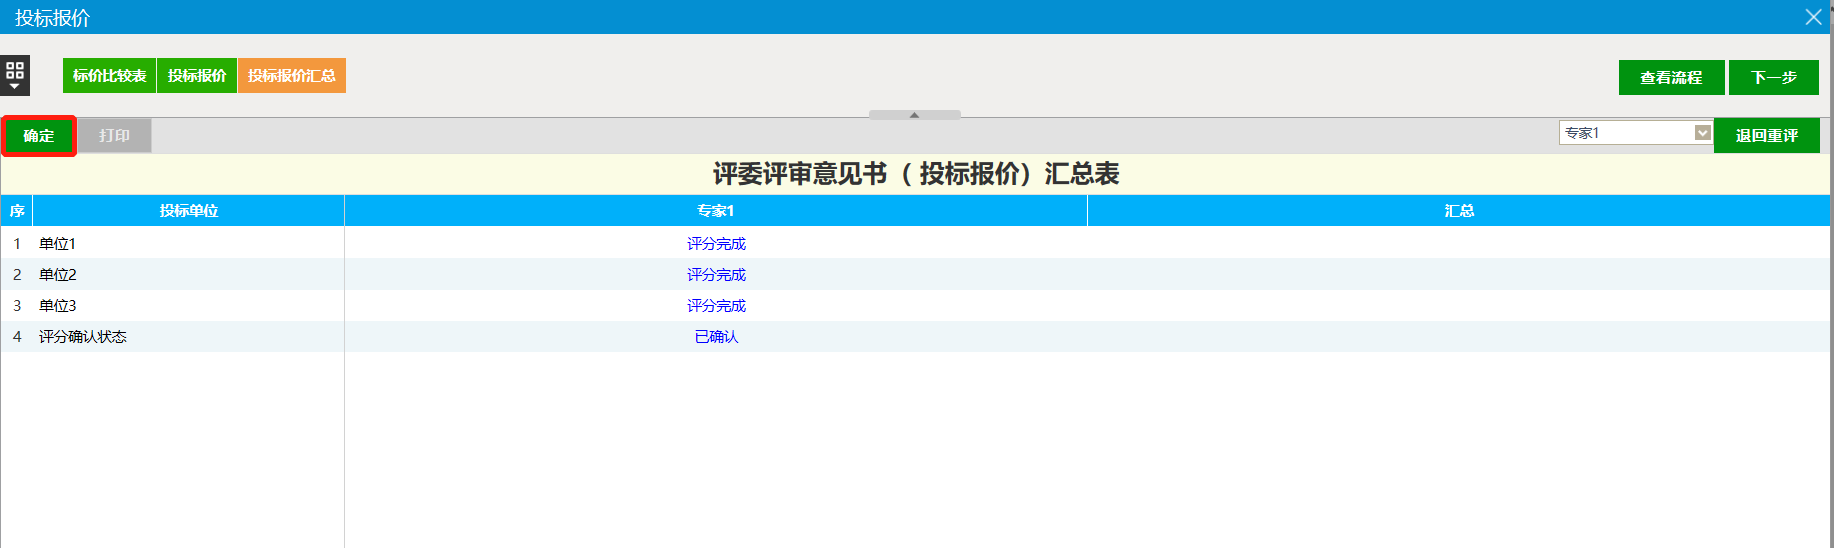 投标报价
标价比较表 投标报价 投标报价汇总 查看流程 下一步
确定 打印 专家1 退回重评
评委评审意见书（ 投标报价）汇总表
序 投标单位 专家1 汇总
1 单位1 评分完成
2 单位2 评分完成
3 单位3 评分完成
4 评分确认状态 已确认